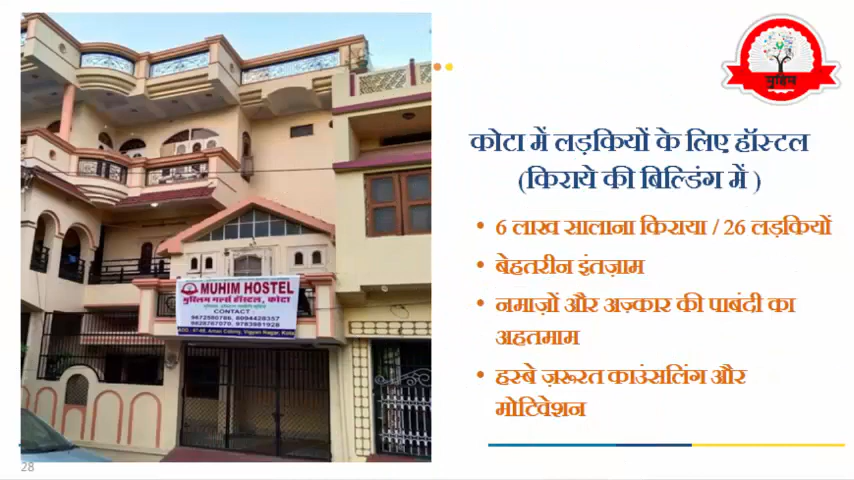 मुहिम
कोटा में लड़कियों के लिए हॉस्टल
(किराये की बिल्डिंग में )
• 6 लाख सालाना किराया / 26 लड़कियों
• बेहतरीन इंतज़ाम
• नमाज़ों और अज़्कार की पाबंदी का
अहतमाम
• हस्बे ज़रूरत काउंसलिंग और
मोटिवेशन
MUHIM HOSTEL
मुस्लिम गर्ल्स हॉस्टल, कोटा
CONTACT :
28